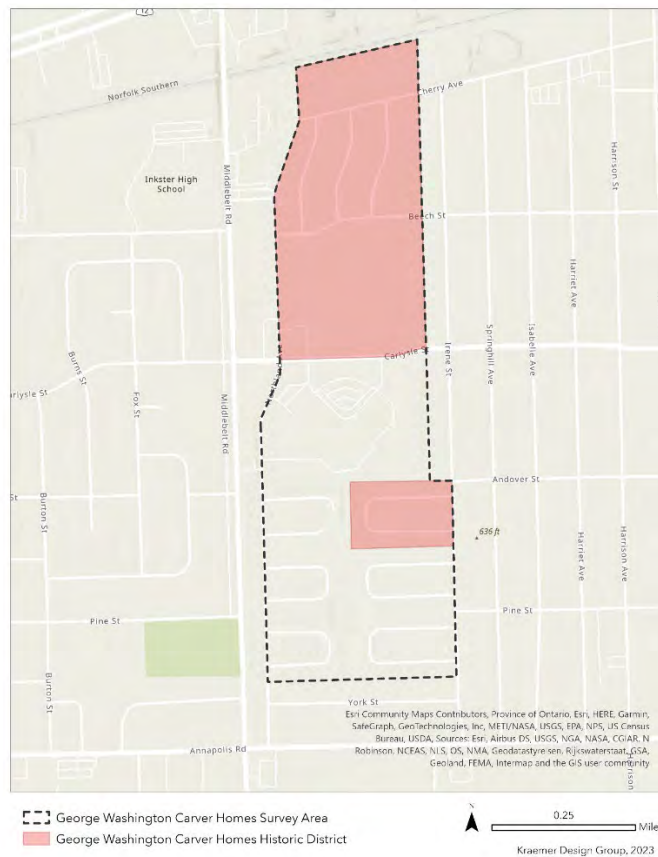 12
Norfolk Southern
Cherry Ave
Inkster High
School
Middlebelt Rd
Harrison St
Beech St
Harriet Ave
Isabelle Ave
Springhill Ave
Irene St
Carlysle St
Burns St
Carlysle St
Fox St
Middlebelt Rd
Andover St
St
Burton St
636 ft
Harriet Ave
Harrison Ave
Pine St
Pine St
Burton St
York St
Annapolis Rd
Harrison
Esri Community Maps Contributors, Province of Ontario, Esri, HERE, Garmin,
SafeGraph, GeoTechnologies, Inc, METI/NASA, USGS, EPA, NPS, US Census
Bureau, USDA, Sources: Esri, Airbus DS, USGS, NGA, NASA, CGIAR, N
Robinson, NCEAS, NLS, OS, NMA, Geodatastyrelsen, Rijkswaterstaat, GSA,
Geoland, FEMA, Intermap and the GIS user community
George Washington Carver Homes Survey Area
George Washington Carver Homes Historic District
N
0.25
Mile
Kraemer Design Group, 2023